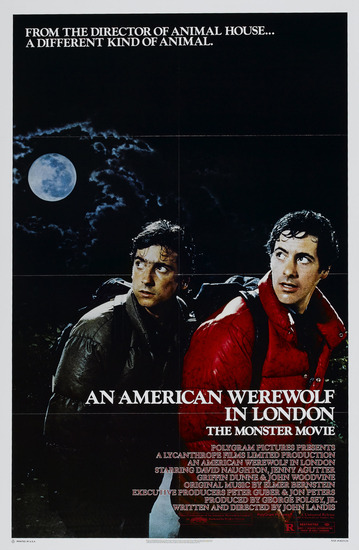 FROM THE DIRECTOR OF ANIMAL HOUSE...
A DIFFERENT KIND OF ANIMAL.
AN AMERICAN WEREWOLF
IN LONDON
THE MONSTER MOVIE
POLYGRAM PICTURES PRESENTS
A LYCANTHROPE FILMS LIMITED PRODUCTION
AN AMERICAN WEREWOLF IN LONDON
STARRING DAVID NAUGHTON, JENNY AGUTTER
GRIFFIN DUNNE & JOHN WOODVINE
ORIGINAL MUSIC BY ELMER BERNSTEIN
EXECUTIVE PRODUCERS PETER GUBER & JON PETERS
PRODUCED BY GEORGE FOLSEY, JR.
WRITTEN AND DIRECTED BY JOHN LANDIS
R RESTRICTED